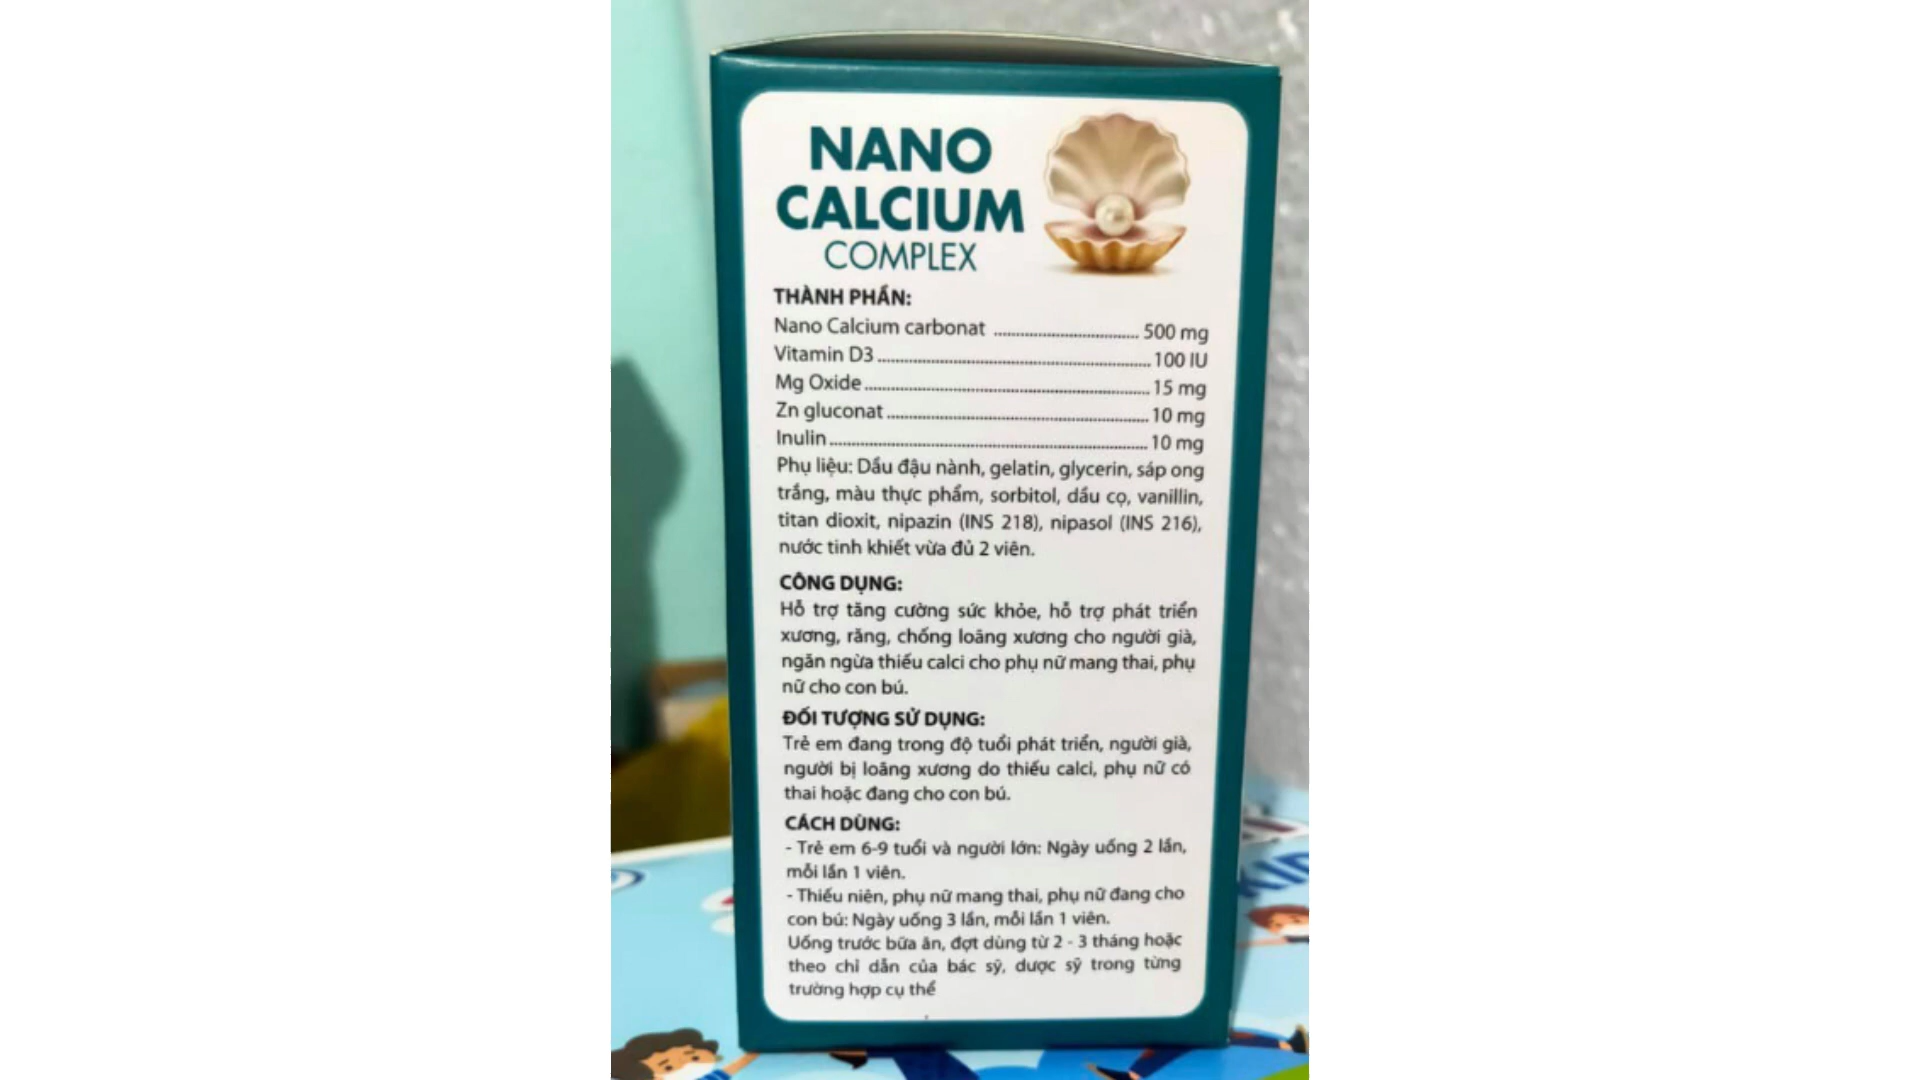 NANO
CALCIUM
COMPLEX
THÀNH PHẦN:
Nano Calcium carbonat ........................ 500 mg
Vitamin D3 ........................ 100 IU
Mg Oxide ........................ 15 mg
Zn gluconat ........................ 10 mg
Inulin ........................ 10 mg
Phụ liệu: Dầu đậu nành, gelatin, glycerin, sáp ong
trắng, màu thực phẩm, sorbitol, dầu cọ, vanillin,
titan dioxit, nipazin (INS 218), nipasol (INS 216),
nước tinh khiết vừa đủ 2 viên.
CÔNG DỤNG:
Hỗ trợ tăng cường sức khỏe, hỗ trợ phát triển
xương, răng, chống loãng xương cho người già,
ngăn ngừa thiếu calci cho phụ nữ mang thai, phụ
nữ cho con bú.
ĐỐI TƯỢNG SỬ DỤNG:
Trẻ em đang trong độ tuổi phát triển, người già,
người bị loãng xương do thiếu calci, phụ nữ có
thai hoặc đang cho con bú.
CÁCH DÙNG:
- Trẻ em 6-9 tuổi và người lớn: Ngày uống 2 lần,
mỗi lần 1 viên.
- Thiếu niên, phụ nữ mang thai, phụ nữ đang cho
con bú: Ngày uống 3 lần, mỗi lần 1 viên.
Uống trước bữa ăn, đợt dùng từ 2 - 3 tháng hoặc
theo chỉ dẫn của bác sỹ, dược sỹ trong từng
trường hợp cụ thể